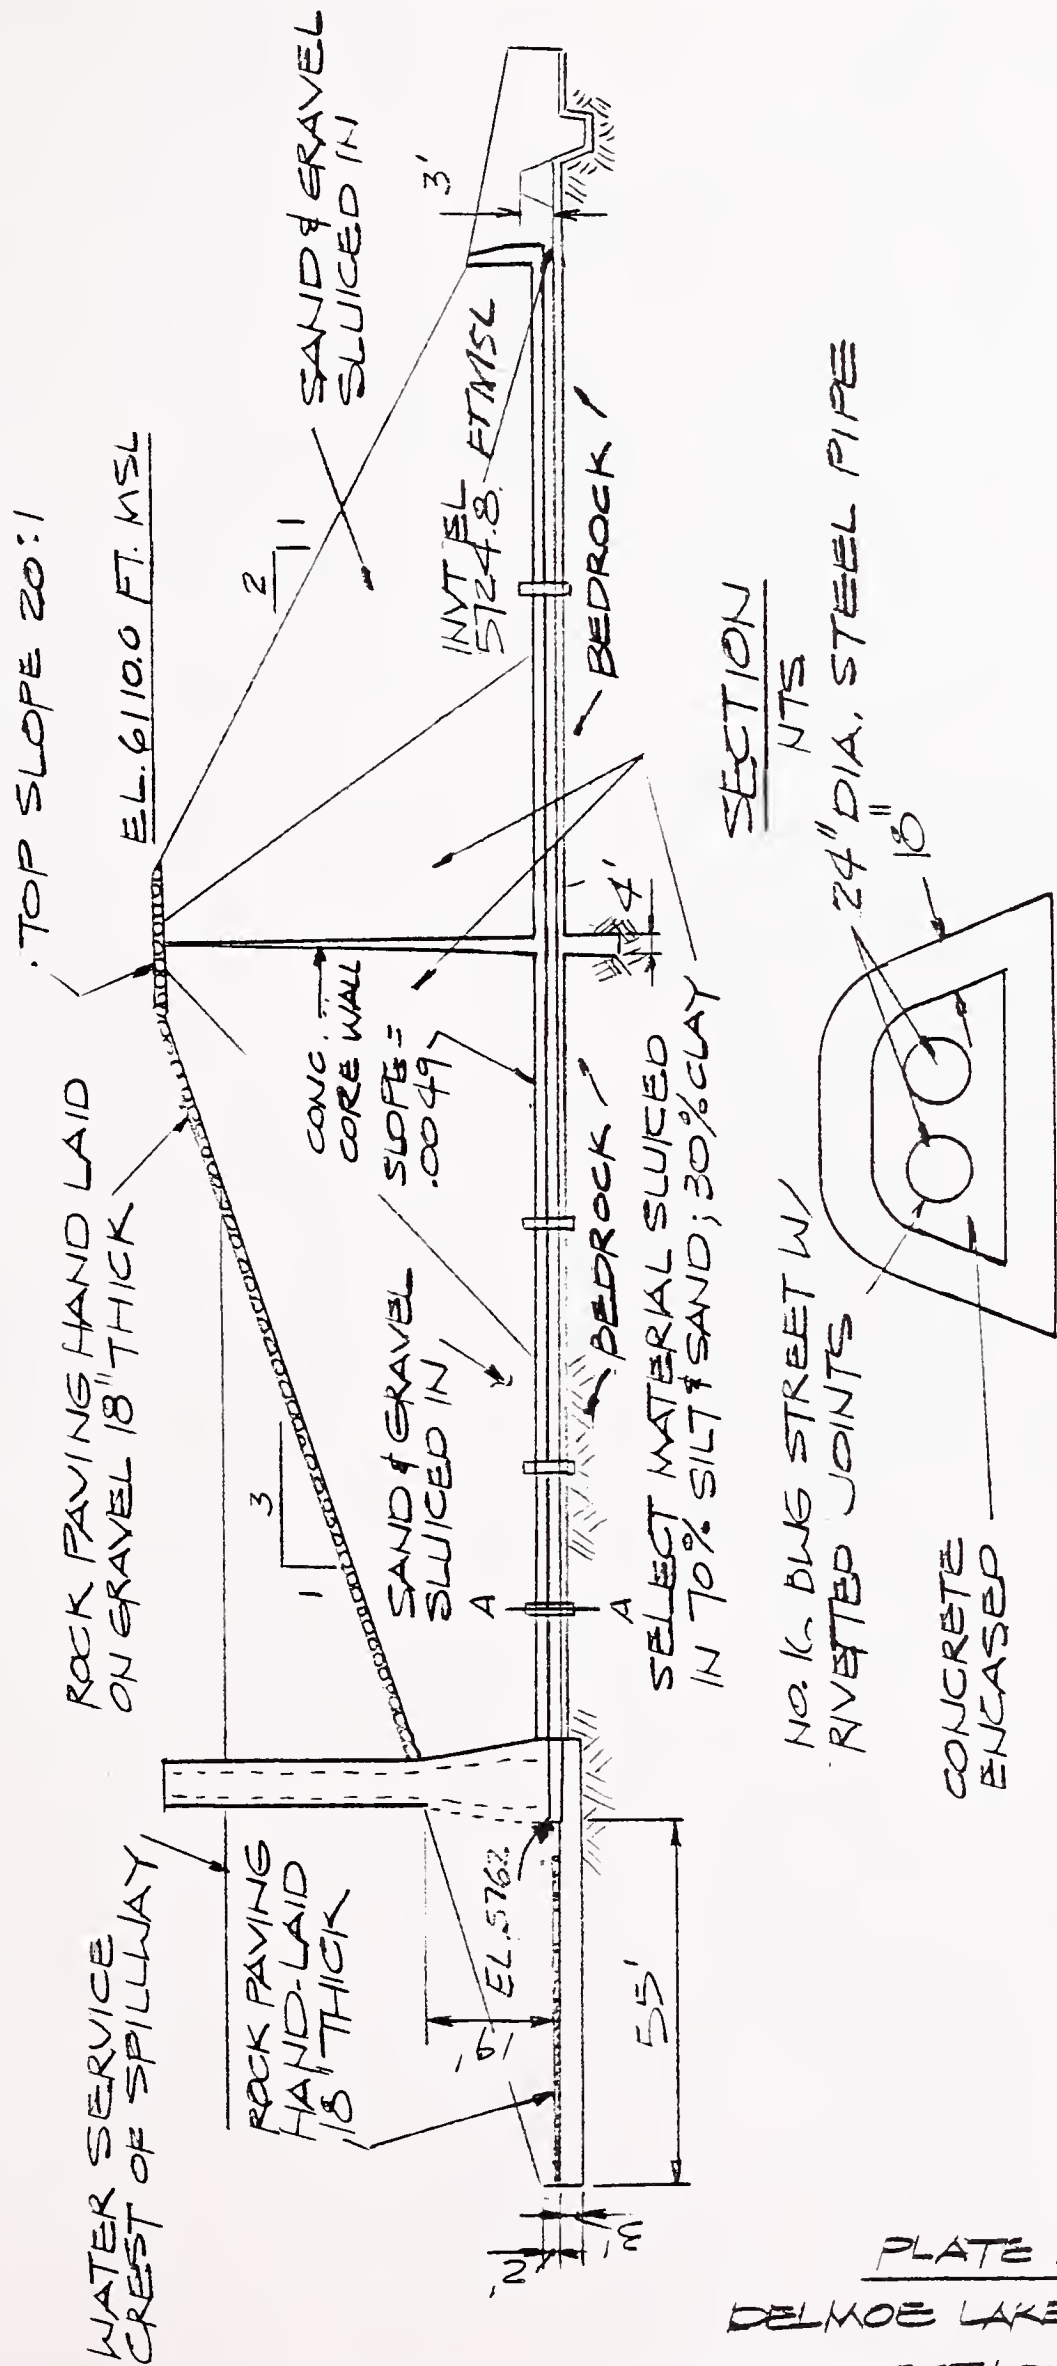 WATER SERVICE
CREST OF SPILLWAY
ROCK PAVING HAND LAID
ON GRAVEL 18" THICK
TOP SLOPE 20:1
EL. 6110.0 FT. MSL
SAND & GRAVEL
SLUICED IN
ROCK PAVING
HAND-LAID
18" THICK
1
3
2
1
CONC.
CORE WALL
SLOPE =
.0049
SAND & GRAVEL
SLUICED IN
INVT EL
5724.8 FT MSL
3'
EL. 5762
2'
3'
55'
A
A
BEDROCK
BEDROCK
4'
SELECT MATERIAL SLUICED
IN 70% SILT & SAND; 30% CLAY
SECTION
NTS
NO. BWG STREET W/
RIVETED JOINTS
24" DIA. STEEL PIPE
18"
CONCRETE
ENCASED
PLATE
DELMOE LAKE